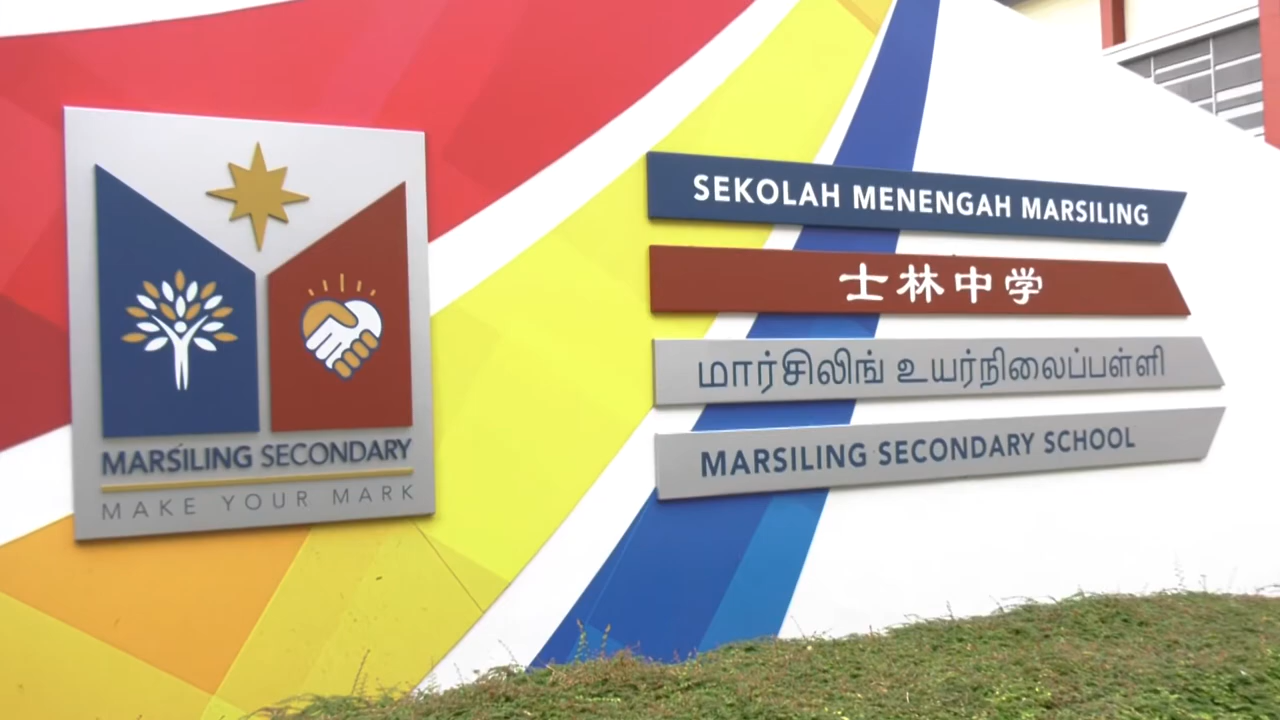 MARSILING SECONDARY
MAKE YOUR MARK
SEKOLAH MENENGAH MARSILING
士林中学
மார்சிலிங் உயர்நிலைப்பள்ளி
MARSILING SECONDARY SCHOOL